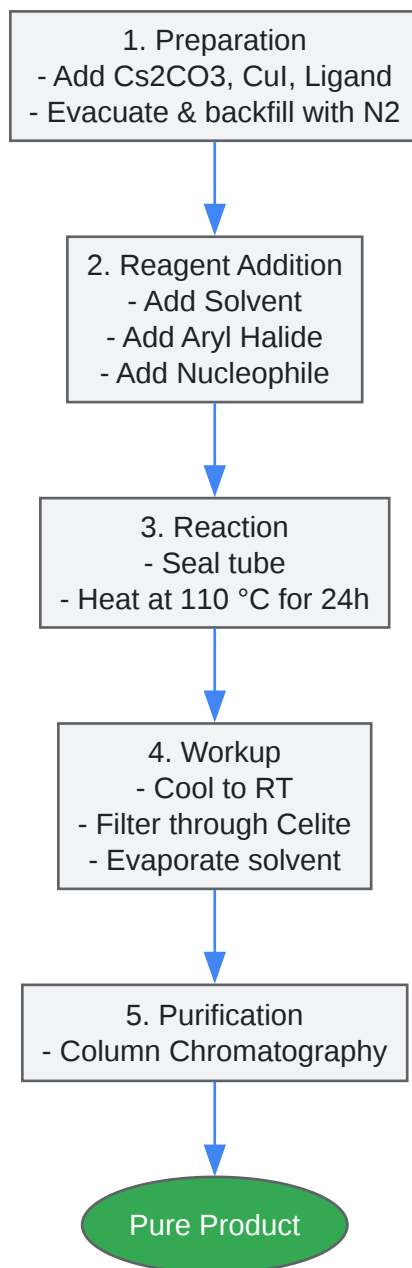 1. Preparation
- Add Cs2CO3, CuI, Ligand
- Evacuate & backfill with N2
2. Reagent Addition
- Add Solvent
- Add Aryl Halide
- Add Nucleophile
3. Reaction
- Seal tube
- Heat at 110 °C for 24h
4. Workup
- Cool to RT
- Filter through Celite
- Evaporate solvent
5. Purification
- Column Chromatography
Pure Product